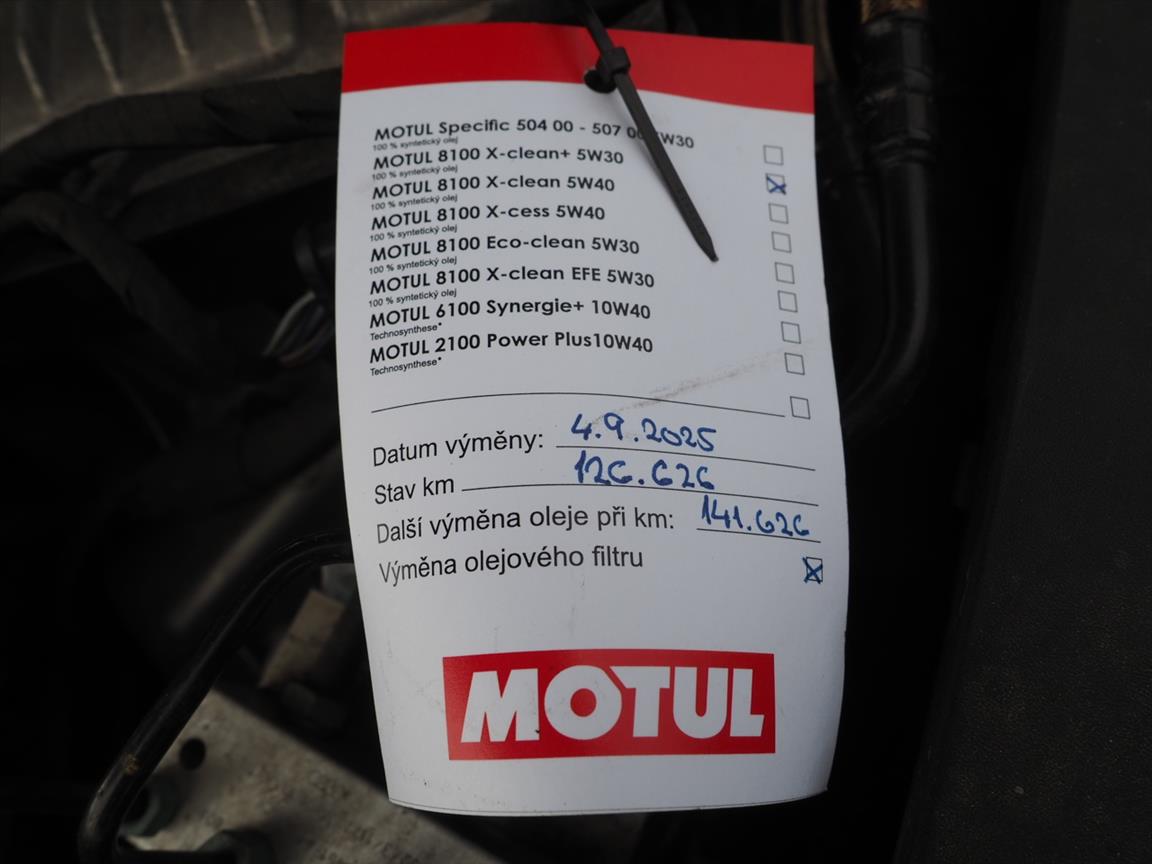 MOTUL Specific 504 00 - 507 00 5W30
100 % syntetický olej
MOTUL 8100 X-clean+ 5W30
100 % syntetický olej
MOTUL 8100 X-clean 5W40
100 % syntetický olej
MOTUL 8100 X-cess 5W40
100 % syntetický olej
MOTUL 8100 Eco-clean 5W30
100 % syntetický olej
MOTUL 8100 X-clean EFE 5W30
100 % syntetický olej
MOTUL 6100 Synergie+ 10W40
Technosynthese®
MOTUL 2100 Power Plus10W40
Technosynthese®
Datum výměny: 4.9.2025
Stav km 126.626
Další výměna oleje při km: 141.626
Výměna olejového filtru
MOTUL